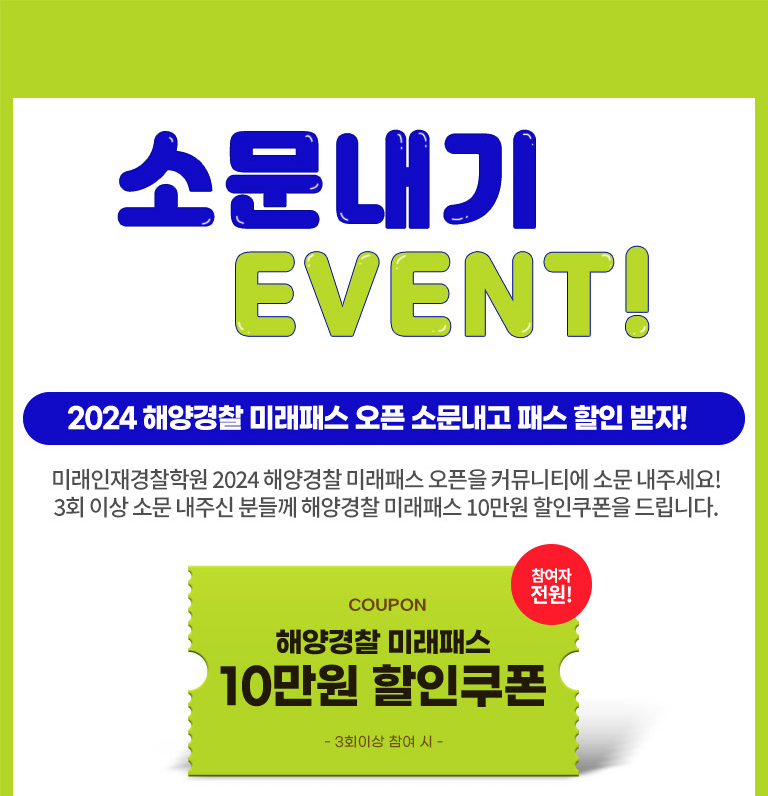 소문내기
EVENT!
2024 해양경찰 미래패스 오픈 소문내고 패스 할인 받자!
미래인재경찰학원 2024 해양경찰 미래패스 오픈을 커뮤니티에 소문 내주세요!
3회 이상 소문 내주신 분들께 해양경찰 미래패스 10만원 할인쿠폰을 드립니다.
참여자
전원!
COUPON
해양경찰 미래패스
10만원 할인쿠폰
- 3회이상 참여 시 -